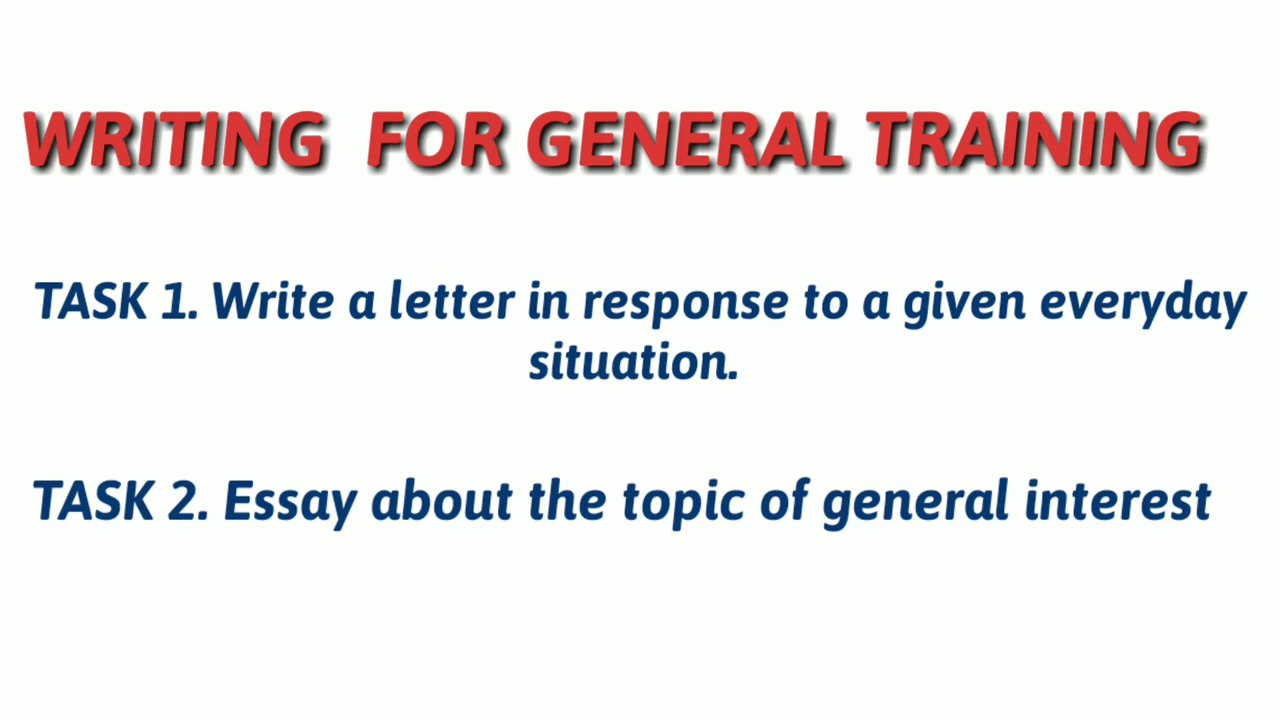 WRITING FOR GENERAL TRAINING
TASK 1. Write a letter in response to a given everyday
situation.
TASK 2. Essay about the topic of general interest